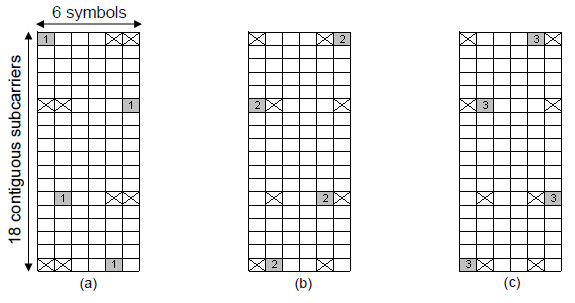 6 symbols
18 contiguous subcarriers
1 2 3
1 2 3
1 2 3
1 2 3
(a) (b) (c)